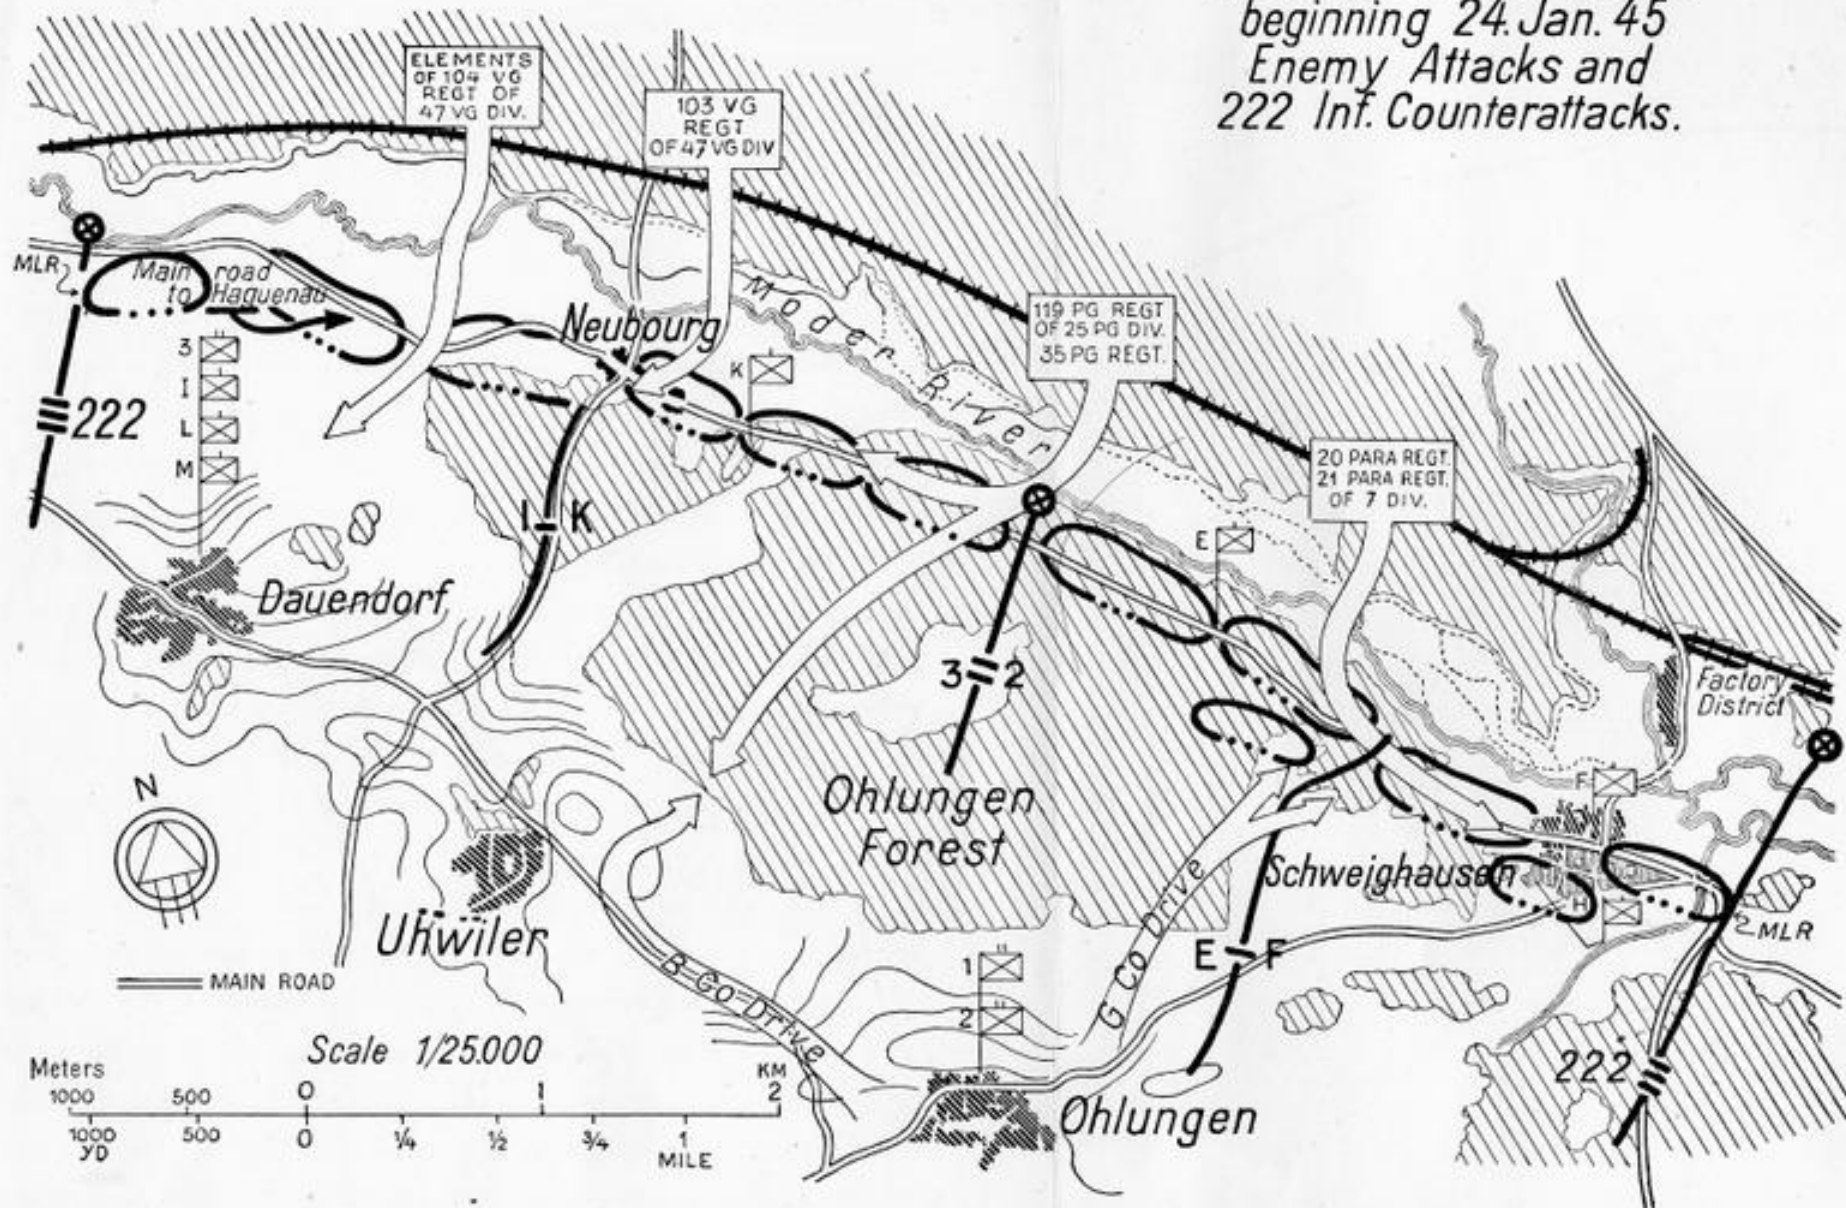 beginning 24. Jan. 45
Enemy Attacks and
222 Inf. Counterattacks.
ELEMENTS
OF 104 VG
REGT OF
47 VG DIV.
103 VG
REGT
OF 47 VG DIV
MLR
Main road
to Haguenau
Neubourg
Moder River
119 PG REGT
OF 25 PG DIV.
35 PG REGT.
3
I
L
M
K
222
20 PARA REGT.
21 PARA REGT.
OF 7 DIV.
I K
E
Dauendorf
3 2
Factory
District
N
Ohlungen
Forest
F
Schweighausen
H
Uhwiler
MLR
E F
MAIN ROAD
B Co Drive
G Co Drive
1
2
Scale 1/25.000
Meters
1000 500 0 1 KM 2
1000 YD 500 0 1/4 1/2 3/4 1 MILE
222
Ohlungen